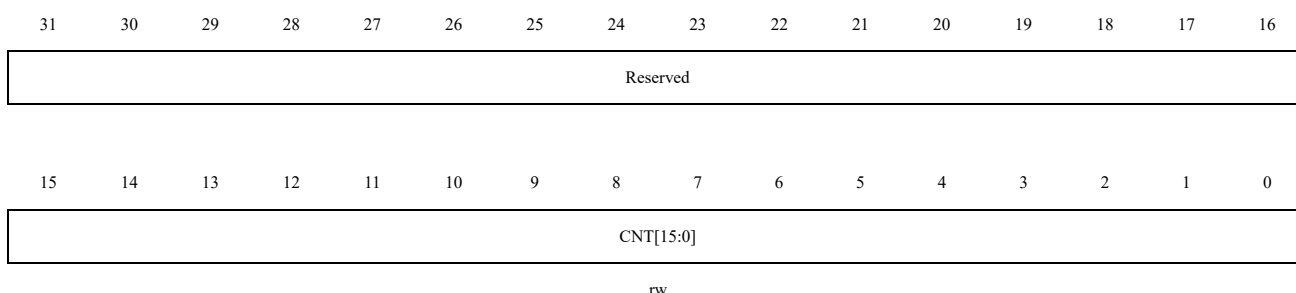 31 30 29 28 27 26 25 24 23 22 21 20 19 18 17 16
Reserved
15 14 13 12 11 10 9 8 7 6 5 4 3 2 1 0
CNT[15:0]
rw